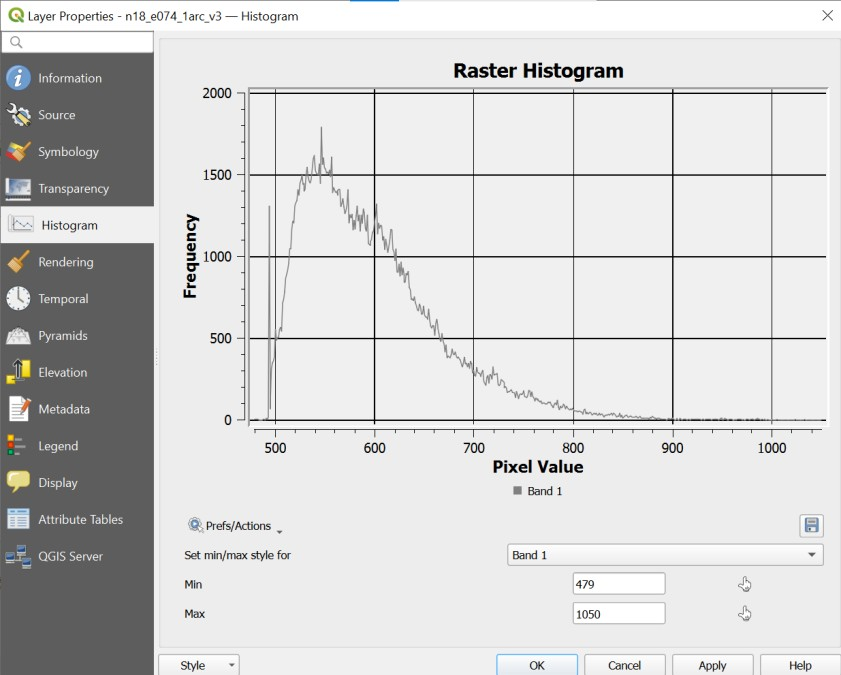 Layer Properties - n18_e074_1arc_v3 — Histogram
Information
Source
Symbology
Transparency
Histogram
Rendering
Temporal
Pyramids
Elevation
Metadata
Legend
Display
Attribute Tables
QGIS Server
Raster Histogram
2000
1500
1000
500
0
Frequency
500 600 700 800 900 1000
Pixel Value
Band 1
Prefs/Actions
Set min/max style for Band 1
Min 479
Max 1050
Style OK Cancel Apply Help